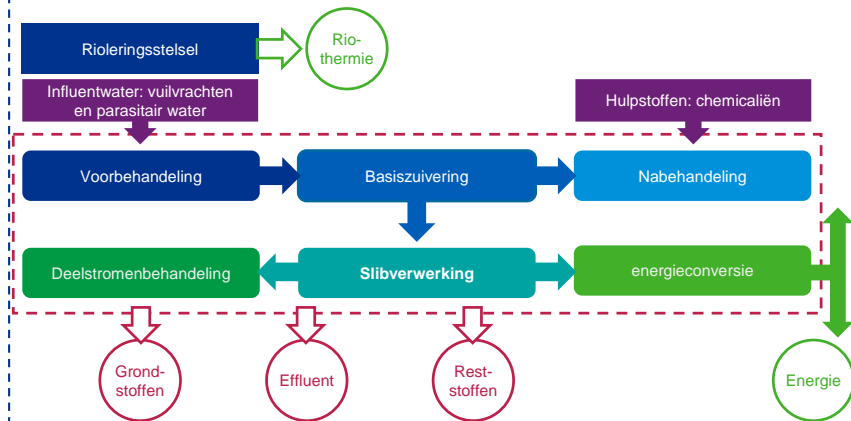 Rioleringsstelsel
Rio-
thermie
Influentwater: vuilvrachten
en parasitair water
Hulpstoffen: chemicaliën
Voorbehandeling
Basiszuivering
Nabehandeling
Deelstromenbehandeling
Slibverwerking
energieconversie
Grond-
stoffen
Effluent
Rest-
stoffen
Energie